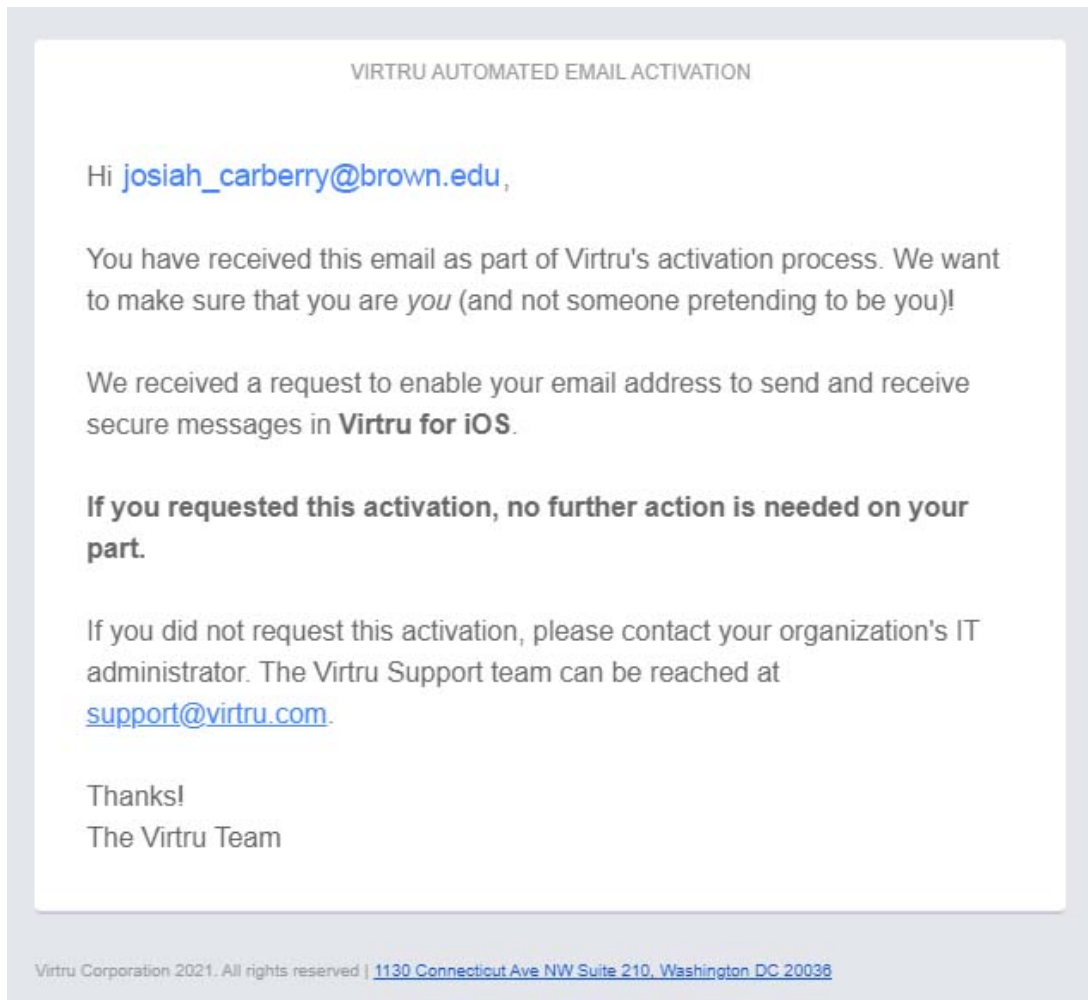 VIRTRU AUTOMATED EMAIL ACTIVATION
Hi josiah_carberry@brown.edu,
You have received this email as part of Virtru's activation process. We want
to make sure that you are you (and not someone pretending to be you)!
We received a request to enable your email address to send and receive
secure messages in Virtru for iOS.
If you requested this activation, no further action is needed on your
part.
If you did not request this activation, please contact your organization's IT
administrator. The Virtru Support team can be reached at
support@virtru.com.
Thanks!
The Virtru Team
Virtru Corporation 2021. All rights reserved | 1130 Connecticut Ave NW Suite 210, Washington DC 20036